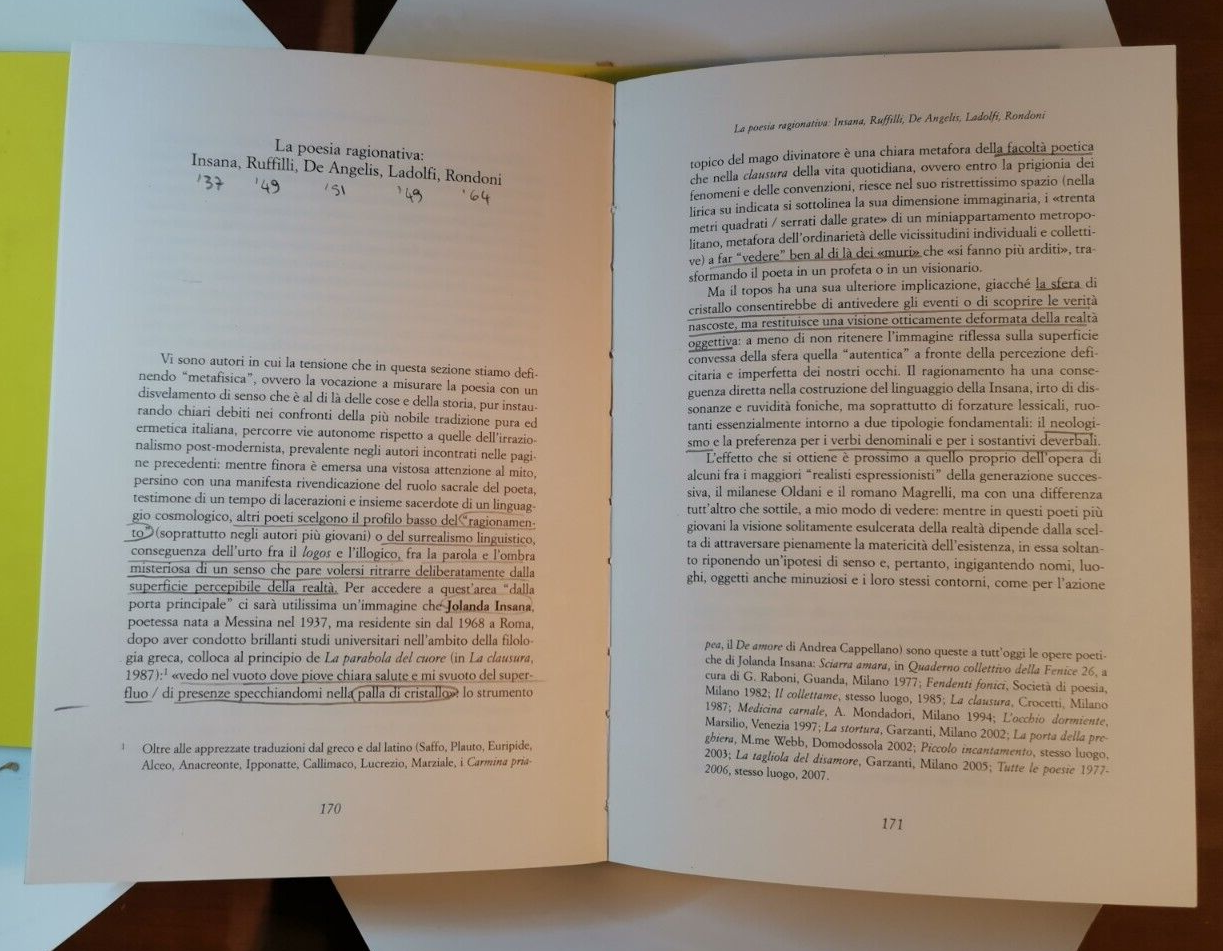 La poesia ragionativa:
Insana, Ruffilli, De Angelis, Ladolfi, Rondoni
'37 '49 '51 '49 '64
Vi sono autori in cui la tensione che in questa sezione stiamo defi-
nendo “metafisica”, ovvero la vocazione a misurare la poesia con un
disvelamento di senso che è al di là delle cose e della storia, pur instau-
rando chiari debiti nei confronti della più nobile tradizione pura ed
ermetica italiana, percorre vie autonome rispetto a quelle dell'irrazio-
nalismo post-modernista, prevalente negli autori incontrati nelle pagi-
ne precedenti: mentre finora è emersa una vistosa attenzione al mito,
persino con una manifesta rivendicazione del ruolo sacrale del poeta,
testimone di un tempo di lacerazioni e insieme sacerdote di un linguag-
gio cosmologico, altri poeti scelgono il profilo basso del “ragionamen-
to” (soprattutto negli autori più giovani) o del surrealismo linguistico,
conseguenza dell'urto fra il logos e l'illogico, fra la parola e l'ombra
misteriosa di un senso che pare volersi ritrarre deliberatamente dalla
superficie percepibile della realtà. Per accedere a quest'area “dalla
porta principale” ci sarà utilissima un'immagine che Jolanda Insana,
poetessa nata a Messina nel 1937, ma residente sin dal 1968 a Roma,
dopo aver condotto brillanti studi universitari nell'ambito della filolo-
gia greca, colloca al principio de La parabola del cuore (in La clausura,
1987):¹ «vedo nel vuoto dove piove chiara salute e mi svuoto del super-
fluo / di presenze specchiandomi nella palla di cristallo»: lo strumento
1 Oltre alle apprezzate traduzioni dal greco e dal latino (Saffo, Plauto, Euripide,
Alceo, Anacreonte, Ipponatte, Callimaco, Lucrezio, Marziale, i Carmina pria-
170
La poesia ragionativa: Insana, Ruffilli, De Angelis, Ladolfi, Rondoni
topico del mago divinatore è una chiara metafora della facoltà poetica
che nella clausura della vita quotidiana, ovvero entro la prigionia dei
fenomeni e delle convenzioni, riesce nel suo ristrettissimo spazio (nella
lirica su indicata si sottolinea la sua dimensione immaginaria, i «trenta
metri quadrati / serrati dalle grate» di un miniappartamento metropo-
litano, metafora dell'ordinarietà delle vicissitudini individuali e colletti-
ve) a far “vedere” ben al di là dei «muri» che «si fanno più arditi», tra-
sformando il poeta in un profeta o in un visionario.
Ma il topos ha una sua ulteriore implicazione, giacché la sfera di
cristallo consentirebbe di antivedere gli eventi o di scoprire le verità
nascoste, ma restituisce una visione otticamente deformata della realtà
oggettiva: a meno di non ritenere l'immagine riflessa sulla superficie
convessa della sfera quella “autentica” a fronte della percezione defi-
citaria e imperfetta dei nostri occhi. Il ragionamento ha una conse-
guenza diretta nella costruzione del linguaggio della Insana, irto di dis-
sonanze e ruvidità foniche, ma soprattutto di forzature lessicali, ruo-
tanti essenzialmente intorno a due tipologie fondamentali: il neologi-
smo e la preferenza per i verbi denominali e per i sostantivi deverbali.
L'effetto che si ottiene è prossimo a quello proprio dell'opera di
alcuni fra i maggiori “realisti espressionisti” della generazione succes-
siva, il milanese Oldani e il romano Magrelli, ma con una differenza
tutt'altro che sottile, a mio modo di vedere: mentre in questi poeti più
giovani la visione solitamente esulcerata della realtà dipende dalla scel-
ta di attraversare pienamente la matericità dell'esistenza, in essa soltan-
to riponendo un'ipotesi di senso e, pertanto, ingigantendo nomi, luo-
ghi, oggetti anche minuziosi e i loro stessi contorni, come per l'azione
pea, il De amore di Andrea Cappellano) sono queste a tutt'oggi le opere poeti-
che di Jolanda Insana: Sciarra amara, in Quaderno collettivo della Fenice 26, a
cura di G. Raboni, Guanda, Milano 1977; Fendenti fonici, Società di poesia,
Milano 1982; Il collettame, stesso luogo, 1985; La clausura, Crocetti, Milano
1987; Medicina carnale, A. Mondadori, Milano 1994; L'occhio dormiente,
Marsilio, Venezia 1997; La stortura, Garzanti, Milano 2002; La porta della pre-
ghiera, M.me Webb, Domodossola 2002; Piccolo incantamento, stesso luogo,
2003; La tagliola del disamore, Garzanti, Milano 2005; Tutte le poesie 1977-
2006, stesso luogo, 2007.
171